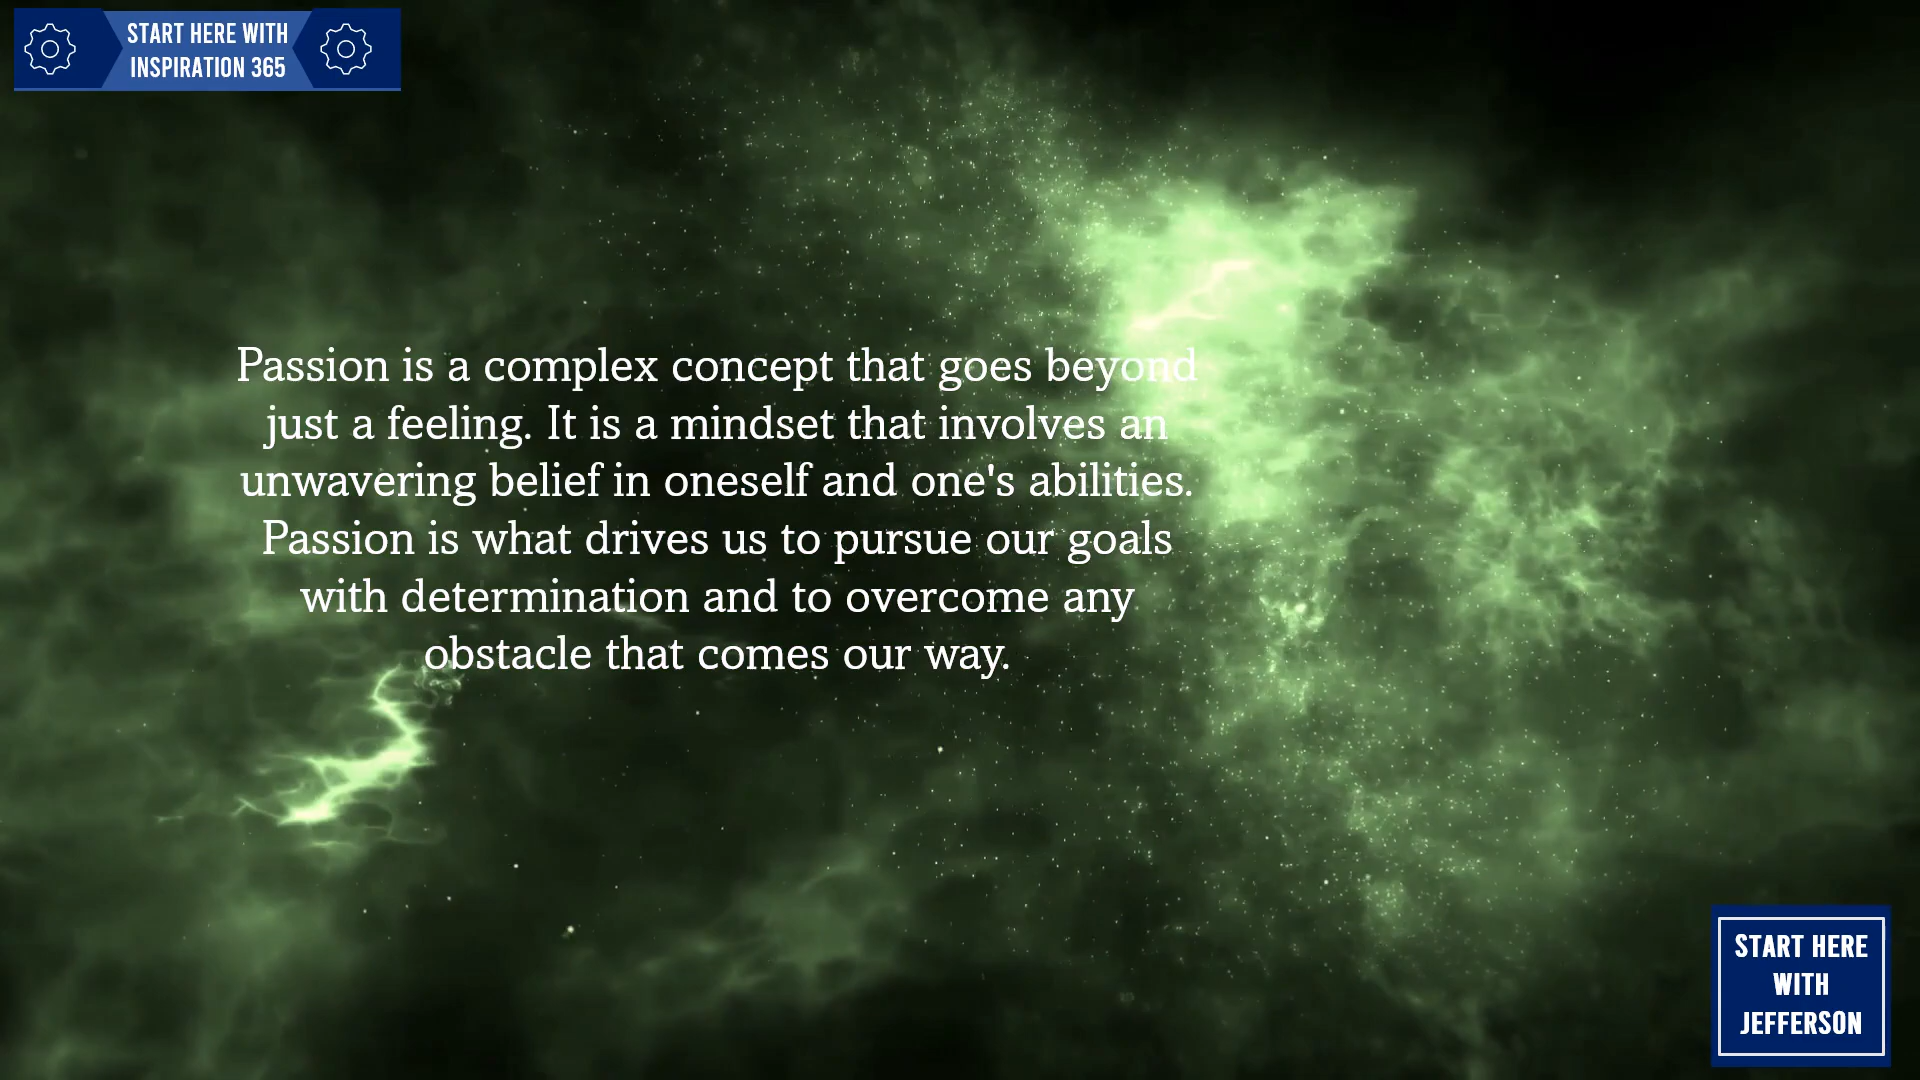 START HERE WITH
INSPIRATION 365
Passion is a complex concept that goes beyond
just a feeling. It is a mindset that involves an
unwavering belief in oneself and one's abilities.
Passion is what drives us to pursue our goals
with determination and to overcome any
obstacle that comes our way.
START HERE
WITH
JEFFERSON